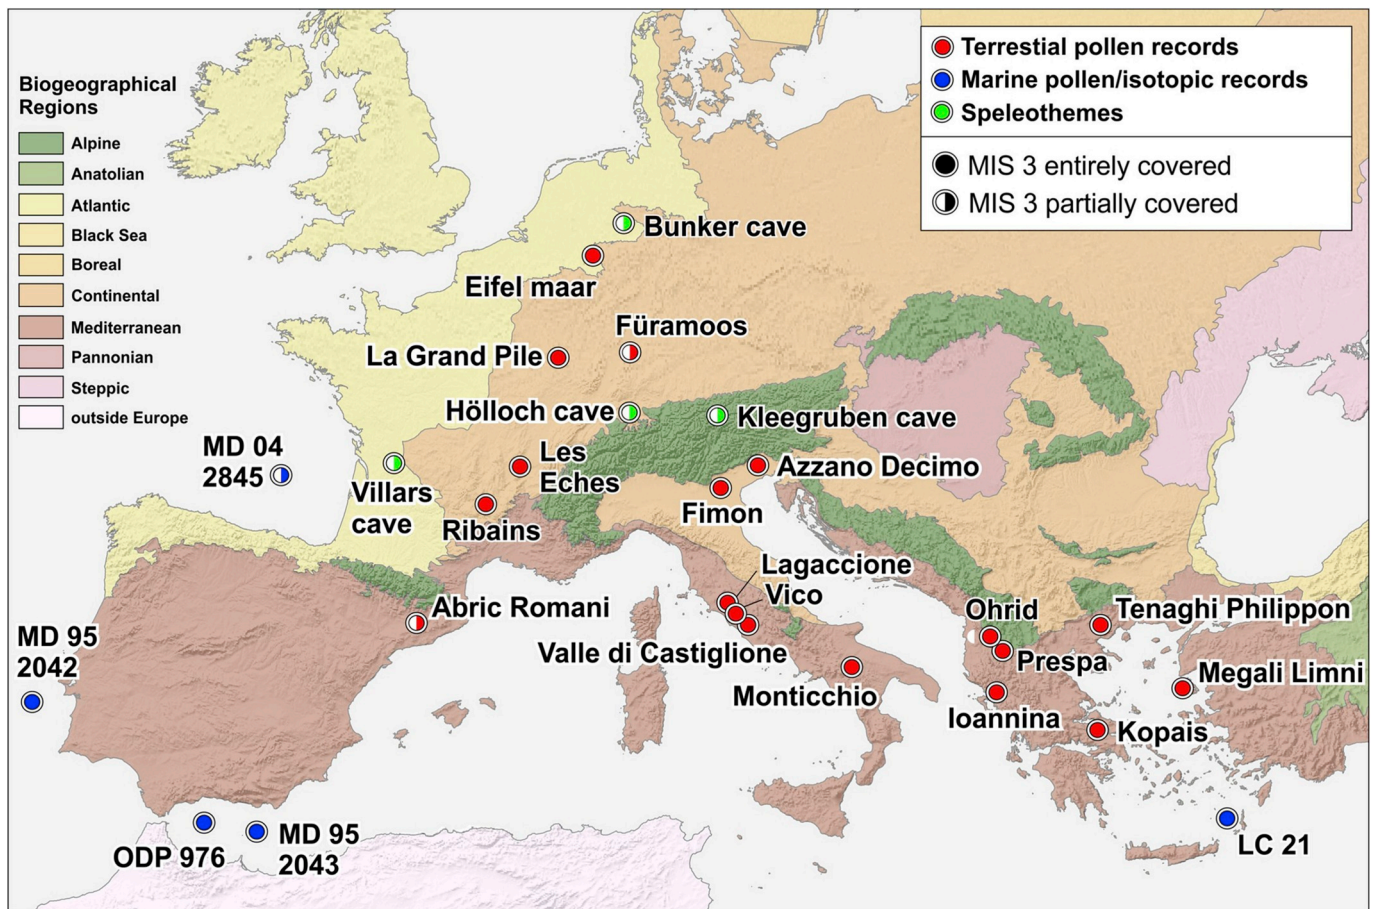 Biogeographical
Regions
Alpine
Anatolian
Atlantic
Black Sea
Boreal
Continental
Mediterranean
Pannonian
Steppic
outside Europe
Terrestial pollen records
Marine pollen/isotopic records
Speleothemes
MIS 3 entirely covered
MIS 3 partially covered
Bunker cave
Eifel maar
Füramoos
La Grand Pile
Hölloch cave
Kleegruben cave
MD 04
2845
Villars
cave
Les
Eches
Azzano Decimo
Ribains
Fimon
Lagaccione
Vico
Abric Romani
Valle di Castiglione
Monticchio
Ohrid
Tenaghi Philippon
Prespa
Megali Limni
Ioannina
Kopais
MD 95
2042
ODP 976
MD 95
2043
LC 21